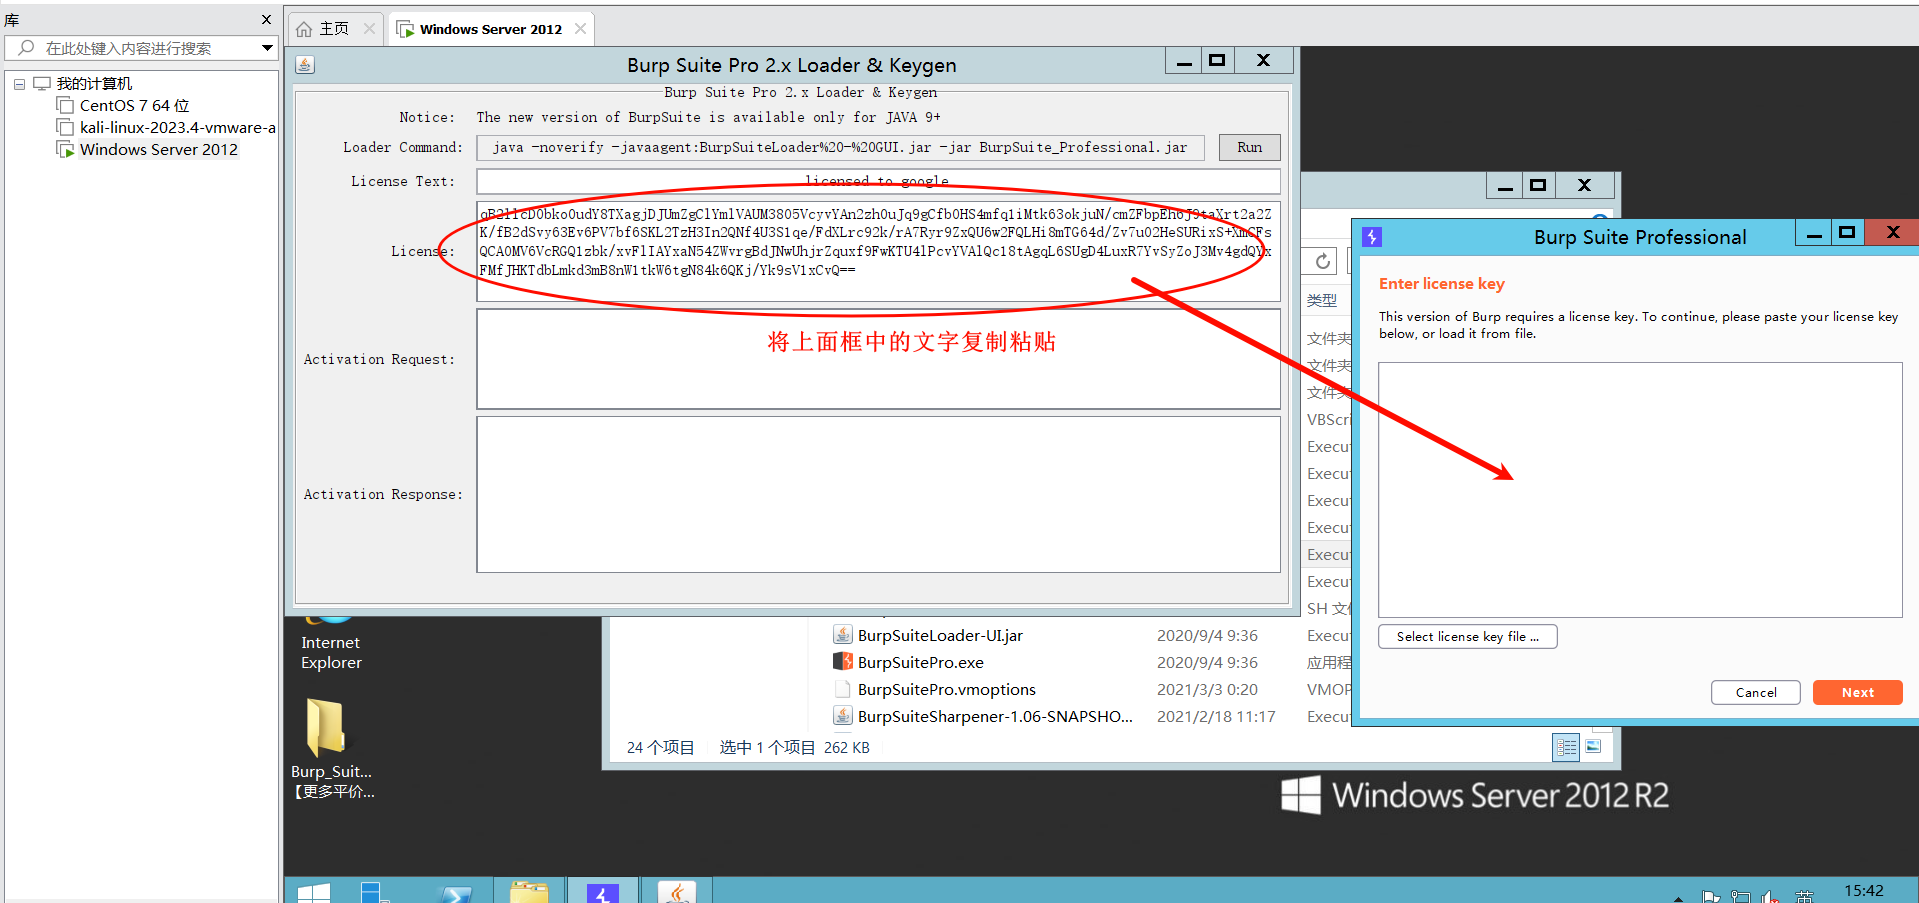 库
在此处键入内容进行搜索
我的计算机
CentOS 7 64 位
kali-linux-2023.4-vmware-a
Windows Server 2012
主页
Windows Server 2012
Burp Suite Pro 2.x Loader & Keygen
Burp Suite Pro 2.x Loader & Keygen
Notice: The new version of BurpSuite is available only for JAVA 9+
Loader Command: java -noverify -javaagent:BurpSuiteLoader%20-%20GUI.jar -jar BurpSuite_Professional.jar Run
License Text: licensed to google
License:
Activation Request:
将上面框中的文字复制粘贴
Activation Response:
类型
文件夹
文件夹
文件夹
VBScri
Execu
Execu
Execu
Execu
Execu
Execu
SH 文件
BurpSuiteLoader-UI.jar 2020/9/4 9:36 Execu
BurpSuitePro.exe 2020/9/4 9:36 应用程
BurpSuitePro.vmoptions 2021/3/3 0:20 VMOP
BurpSuiteSharpener-1.06-SNAPSHO... 2021/2/18 11:17 Execu
24 个项目 选中 1 个项目 262 KB
Burp Suite Professional
Enter license key
This version of Burp requires a license key. To continue, please paste your license key
below, or load it from file.
Select license key file ...
Cancel
Next
Internet
Explorer
Burp_Suit...
【更多平价...
Windows Server 2012 R2
英
15:42